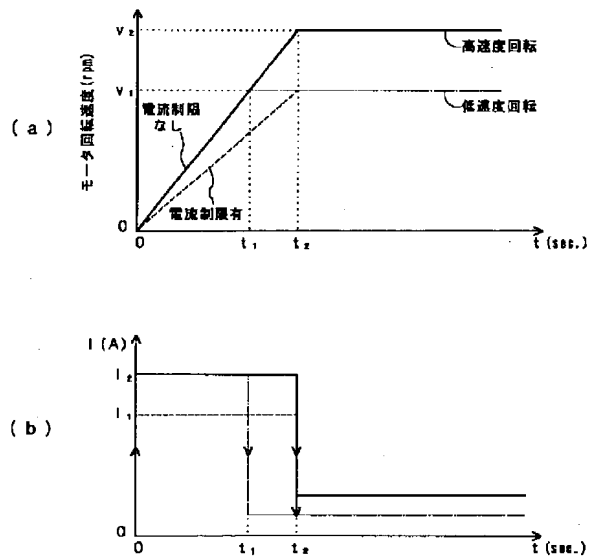 (a)
モータ回転速度(rpm)
V₂
V₁
0
高速度回転
低速度回転
電流制限
なし
電流制限有
0
t₁
t₂
t(sec.)
(b)
I(A)
I₂
I₁
0
0
t₁
t₂
t(sec.)